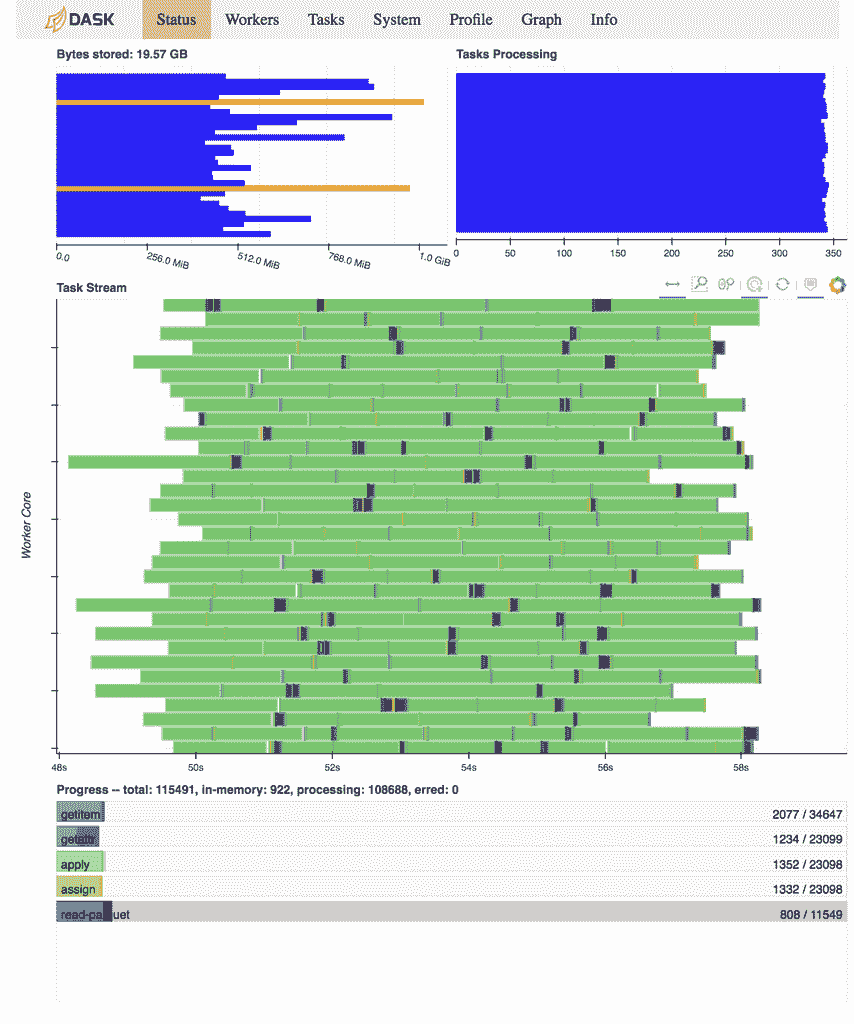 DASK Status Workers Tasks System Profile Graph Info
Bytes stored: 19.57 GB
0.0 256.0 MiB 512.0 MiB 768.0 MiB 1.0 GiB
Tasks Processing
0 50 100 150 200 250 300 350
Task Stream
Worker Core
48s 50s 52s 54s 56s 58s
Progress -- total: 115491, in-memory: 922, processing: 108688, erred: 0
getitem 2077 / 34647
getattr 1234 / 23099
apply 1352 / 23098
assign 1332 / 23098
read-parquet 808 / 11549